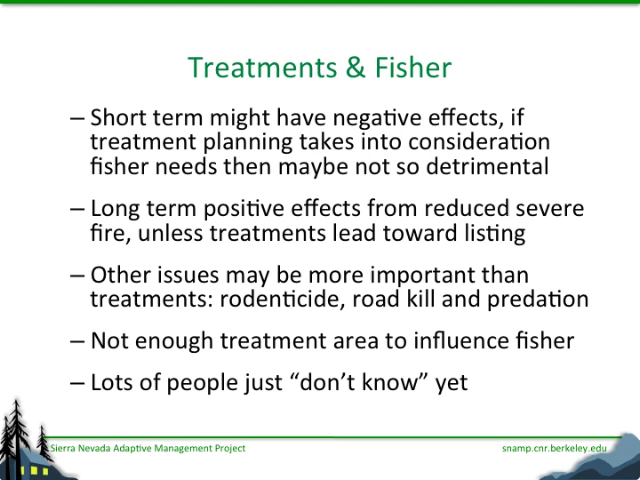 Treatments & Fisher
– Short term might have negative effects, if
treatment planning takes into consideration
fisher needs then maybe not so detrimental
– Long term positive effects from reduced severe
fire, unless treatments lead toward listing
– Other issues may be more important than
treatments: rodenticide, road kill and predation
– Not enough treatment area to influence fisher
– Lots of people just “don’t know” yet
Sierra Nevada Adaptive Management Project
snamp.cnr.berkeley.edu